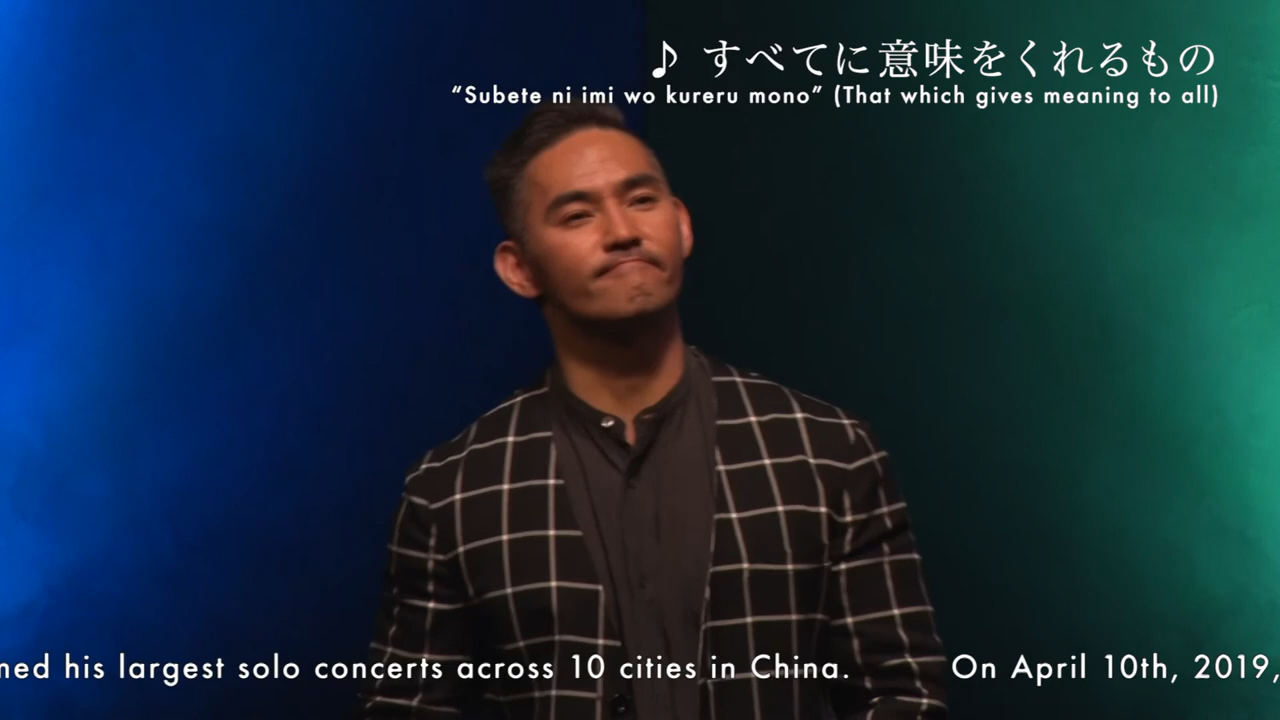 ♪ すべてに意味をくれるもの
“Subete ni imi wo kureru mono” (That which gives meaning to all)
his largest solo concerts across 10 cities in China. On April 10th, 2019,